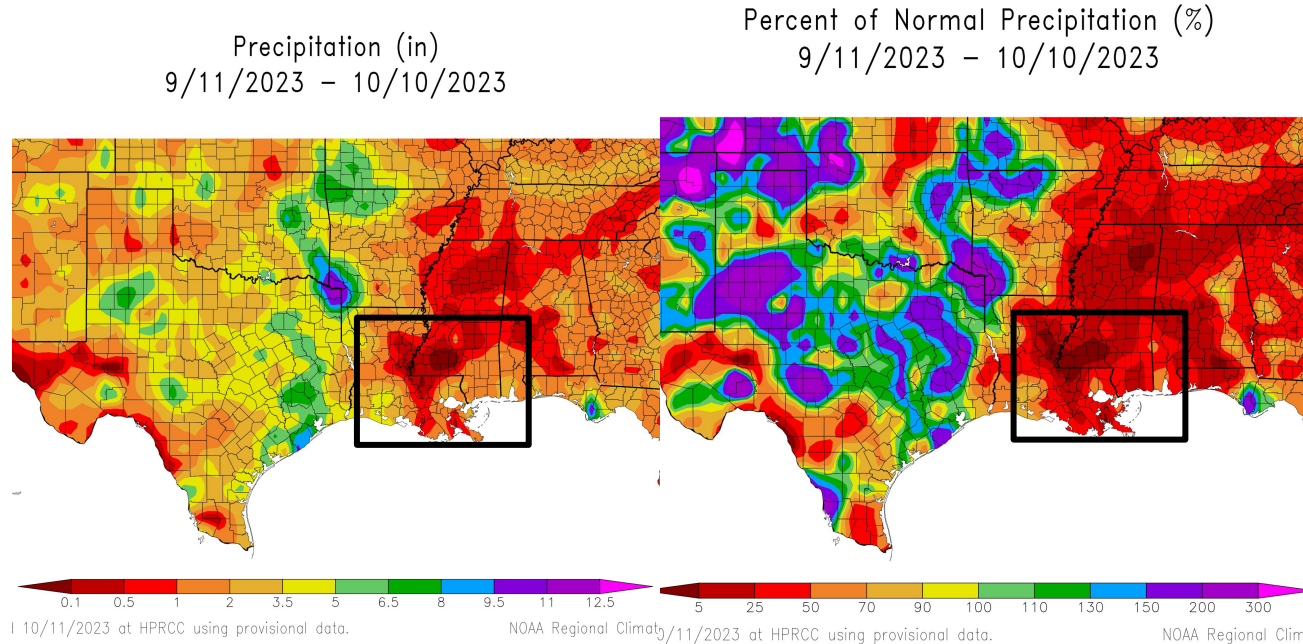 Precipitation (in)
9/11/2023 – 10/10/2023
0.1 0.5 1 2 3.5 5 6.5 8 9.5 11 12.5
10/11/2023 at HPRCC using provisional data. NOAA Regional Climat
Percent of Normal Precipitation (%)
9/11/2023 – 10/10/2023
5 25 50 70 90 100 110 130 150 200 300
0/11/2023 at HPRCC using provisional data. NOAA Regional Clim